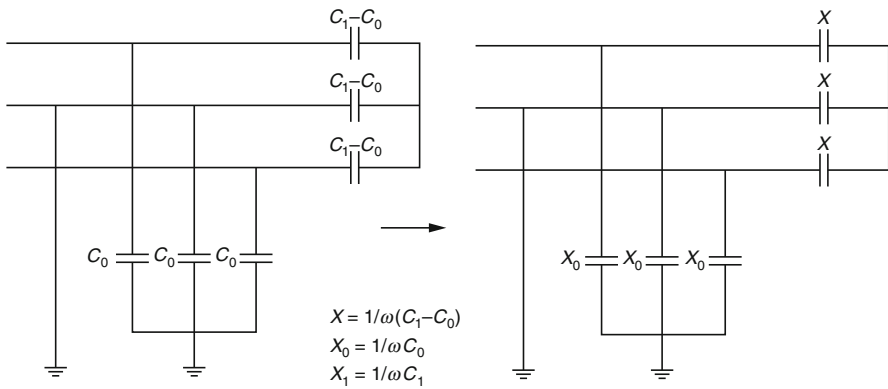 C₁–C₀
C₁–C₀
C₁–C₀
C₀ C₀ C₀
X
X
X
X₀ X₀ X₀
X = 1/ω(C₁–C₀)
X₀ = 1/ωC₀
X₁ = 1/ωC₁